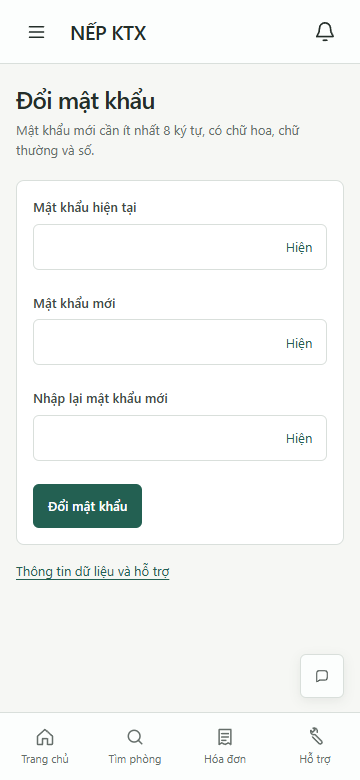 NẾP KTX
Đổi mật khẩu
Mật khẩu mới cần ít nhất 8 ký tự, có chữ hoa, chữ
thường và số.
Mật khẩu hiện tại
Hiện
Mật khẩu mới
Hiện
Nhập lại mật khẩu mới
Hiện
Đổi mật khẩu
Thông tin dữ liệu và hỗ trợ
Trang chủ
Tìm phòng
Hóa đơn
Hỗ trợ